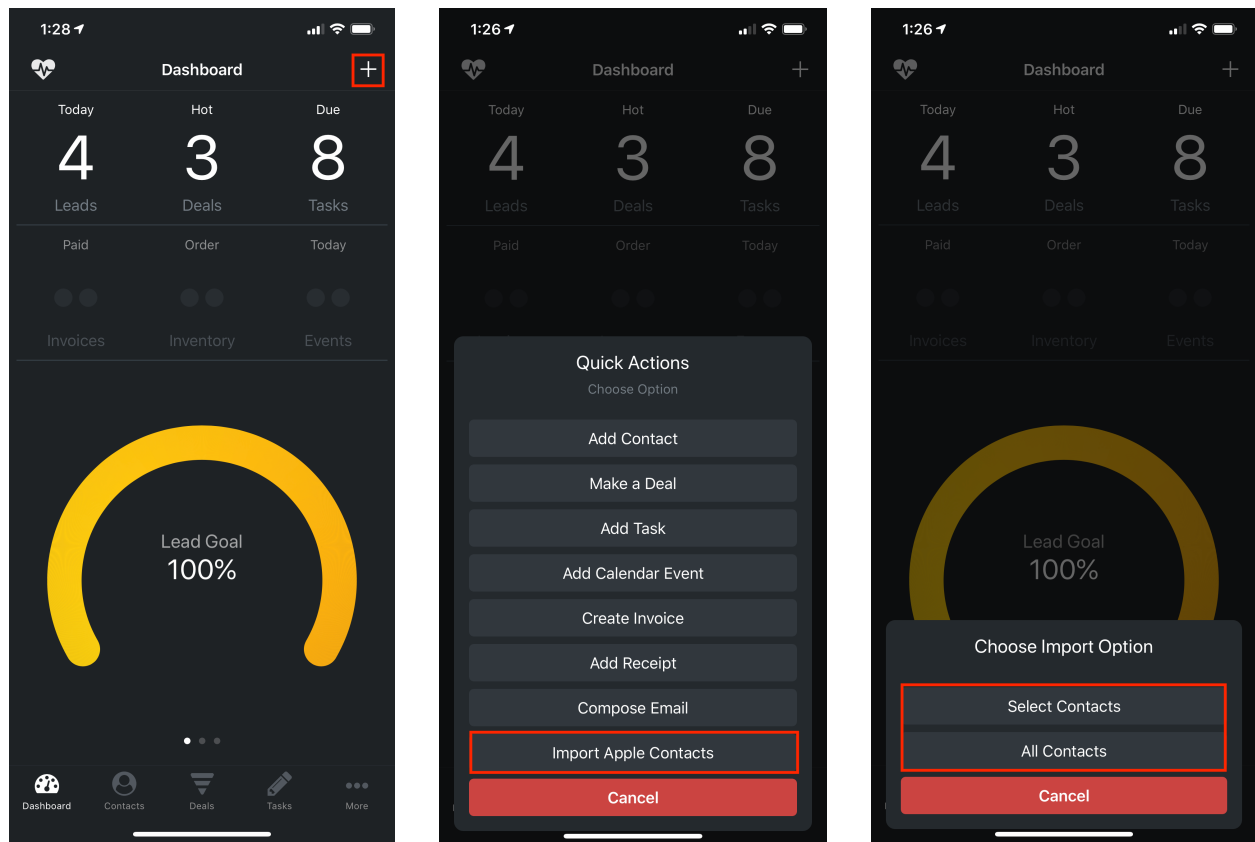 1:28
Dashboard
Today Hot Due
4 3 8
Leads Deals Tasks
Paid Order Today
Invoices Inventory Events
Lead Goal
100%
Dashboard Contacts Deals Tasks More
1:26
Dashboard
Today Hot Due
4 3 8
Leads Deals Tasks
Paid Order Today
Quick Actions
Choose Option
Add Contact
Make a Deal
Add Task
Add Calendar Event
Create Invoice
Add Receipt
Compose Email
Import Apple Contacts
Cancel
1:26
Dashboard
Today Hot Due
4 3 8
Leads Deals Tasks
Paid Order Today
Invoices Inventory Events
Lead Goal
100%
Choose Import Option
Select Contacts
All Contacts
Cancel